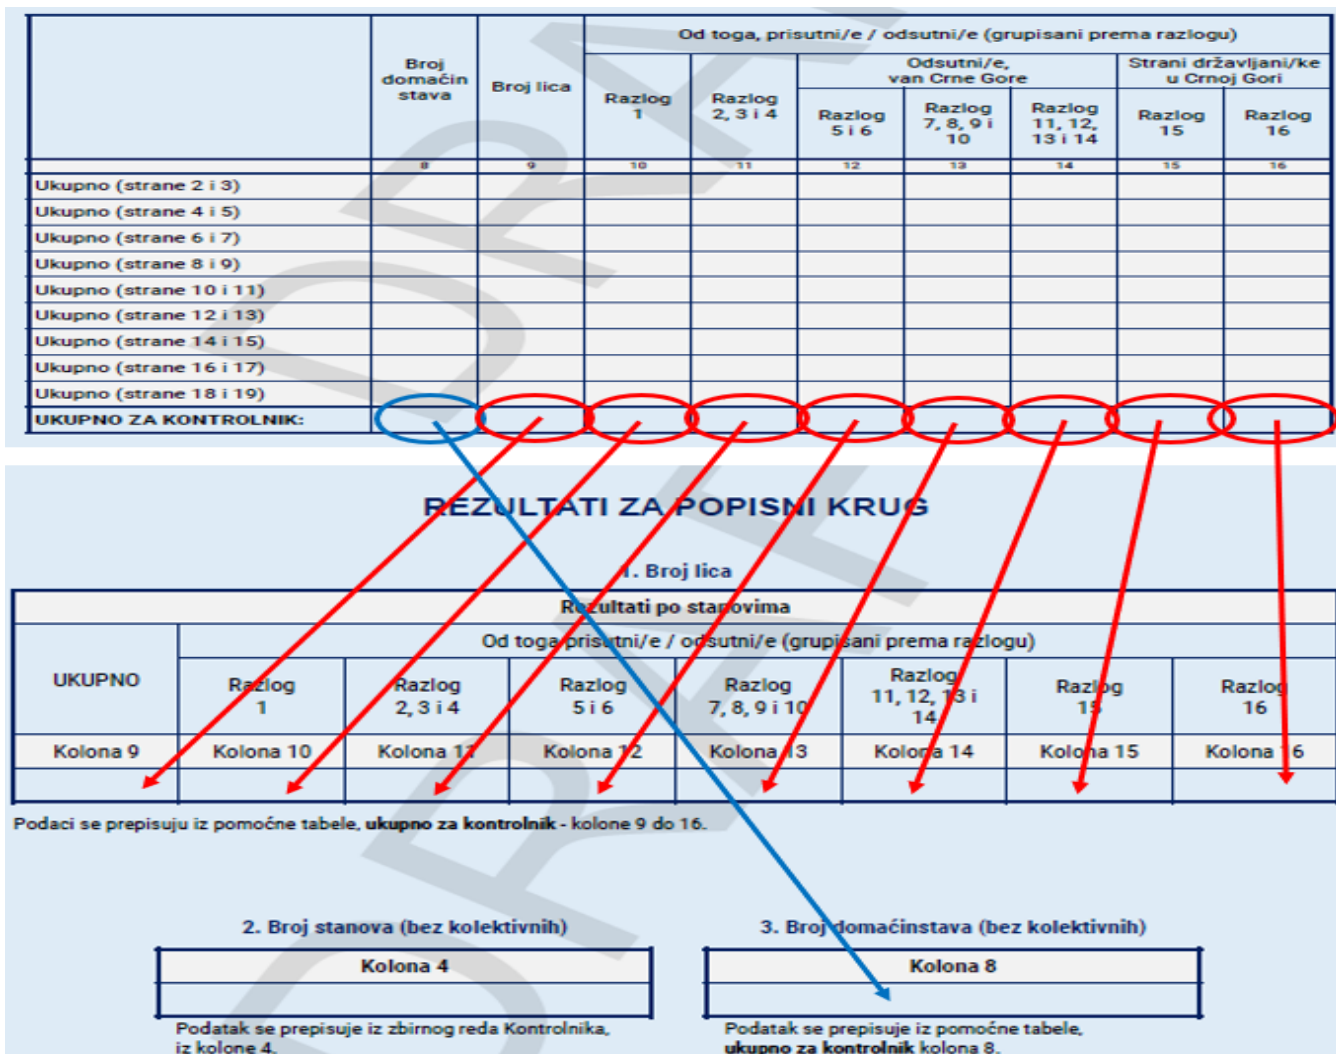 Od toga, prisutni/e / odsutni/e (grupisani prema razlogu)
Broj domaćin stava
Broj lica
Razlog 1
Razlog 2, 3 i 4
Odsutni/e, van Crne Gore
Strani državljani/ke u Crnoj Gori
Razlog 5 i 6
Razlog 7, 8, 9 i 10
Razlog 11, 12, 13 i 14
Razlog 15
Razlog 16
8 9 10 11 12 13 14 15 16
Ukupno (strane 2 i 3)
Ukupno (strane 4 i 5)
Ukupno (strane 6 i 7)
Ukupno (strane 8 i 9)
Ukupno (strane 10 i 11)
Ukupno (strane 12 i 13)
Ukupno (strane 14 i 15)
Ukupno (strane 16 i 17)
Ukupno (strane 18 i 19)
UKUPNO ZA KONTROLNIK:
REZULTATI ZA POPISNI KRUG
1. Broj lica
Rezultati po stanovima
UKUPNO
Od toga prisutni/e / odsutni/e (grupisani prema razlogu)
Razlog 1
Razlog 2, 3 i 4
Razlog 5 i 6
Razlog 7, 8, 9 i 10
Razlog 11, 12, 13 i 14
Razlog 15
Razlog 16
Kolona 9 Kolona 10 Kolona 11 Kolona 12 Kolona 13 Kolona 14 Kolona 15 Kolona 16
Podaci se prepisuju iz pomoćne tabele, ukupno za kontrolnik - kolone 9 do 16.
2. Broj stanova (bez kolektivnih)
Kolona 4
Podatak se prepisuje iz zbirnog reda Kontrolnika,
iz kolone 4.
3. Broj domaćinstava (bez kolektivnih)
Kolona 8
Podatak se prepisuje iz pomoćne tabele,
ukupno za kontrolnik kolona 8.
DRAF
DRAF